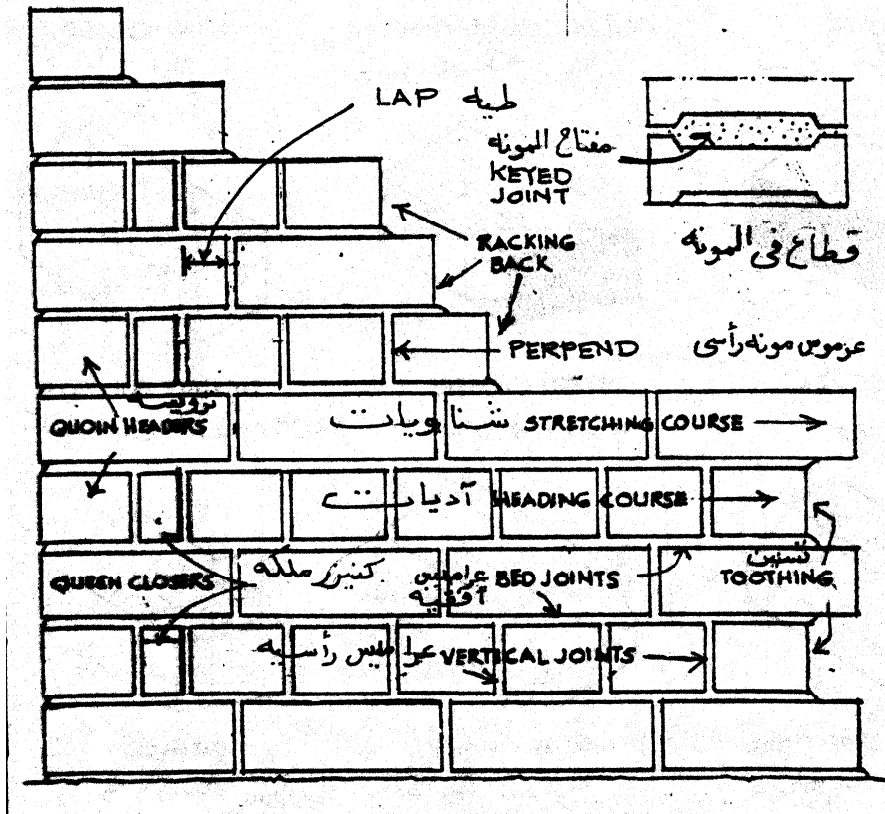 LAP طيه
مفتاح المونه
KEYED
JOINT
قطاع فى المونه
RACKING
BACK
PERPEND
عرموس مونه رأسى
QUOIN HEADERS
شناويات STRETCHING COURSE
آديات HEADING COURSE
QUEEN CLOSERS
كنيزر ملكه
عراميس BED JOINTS
أفقيه
تسنين
TOOTHING
عراميس رأسيه VERTICAL JOINTS